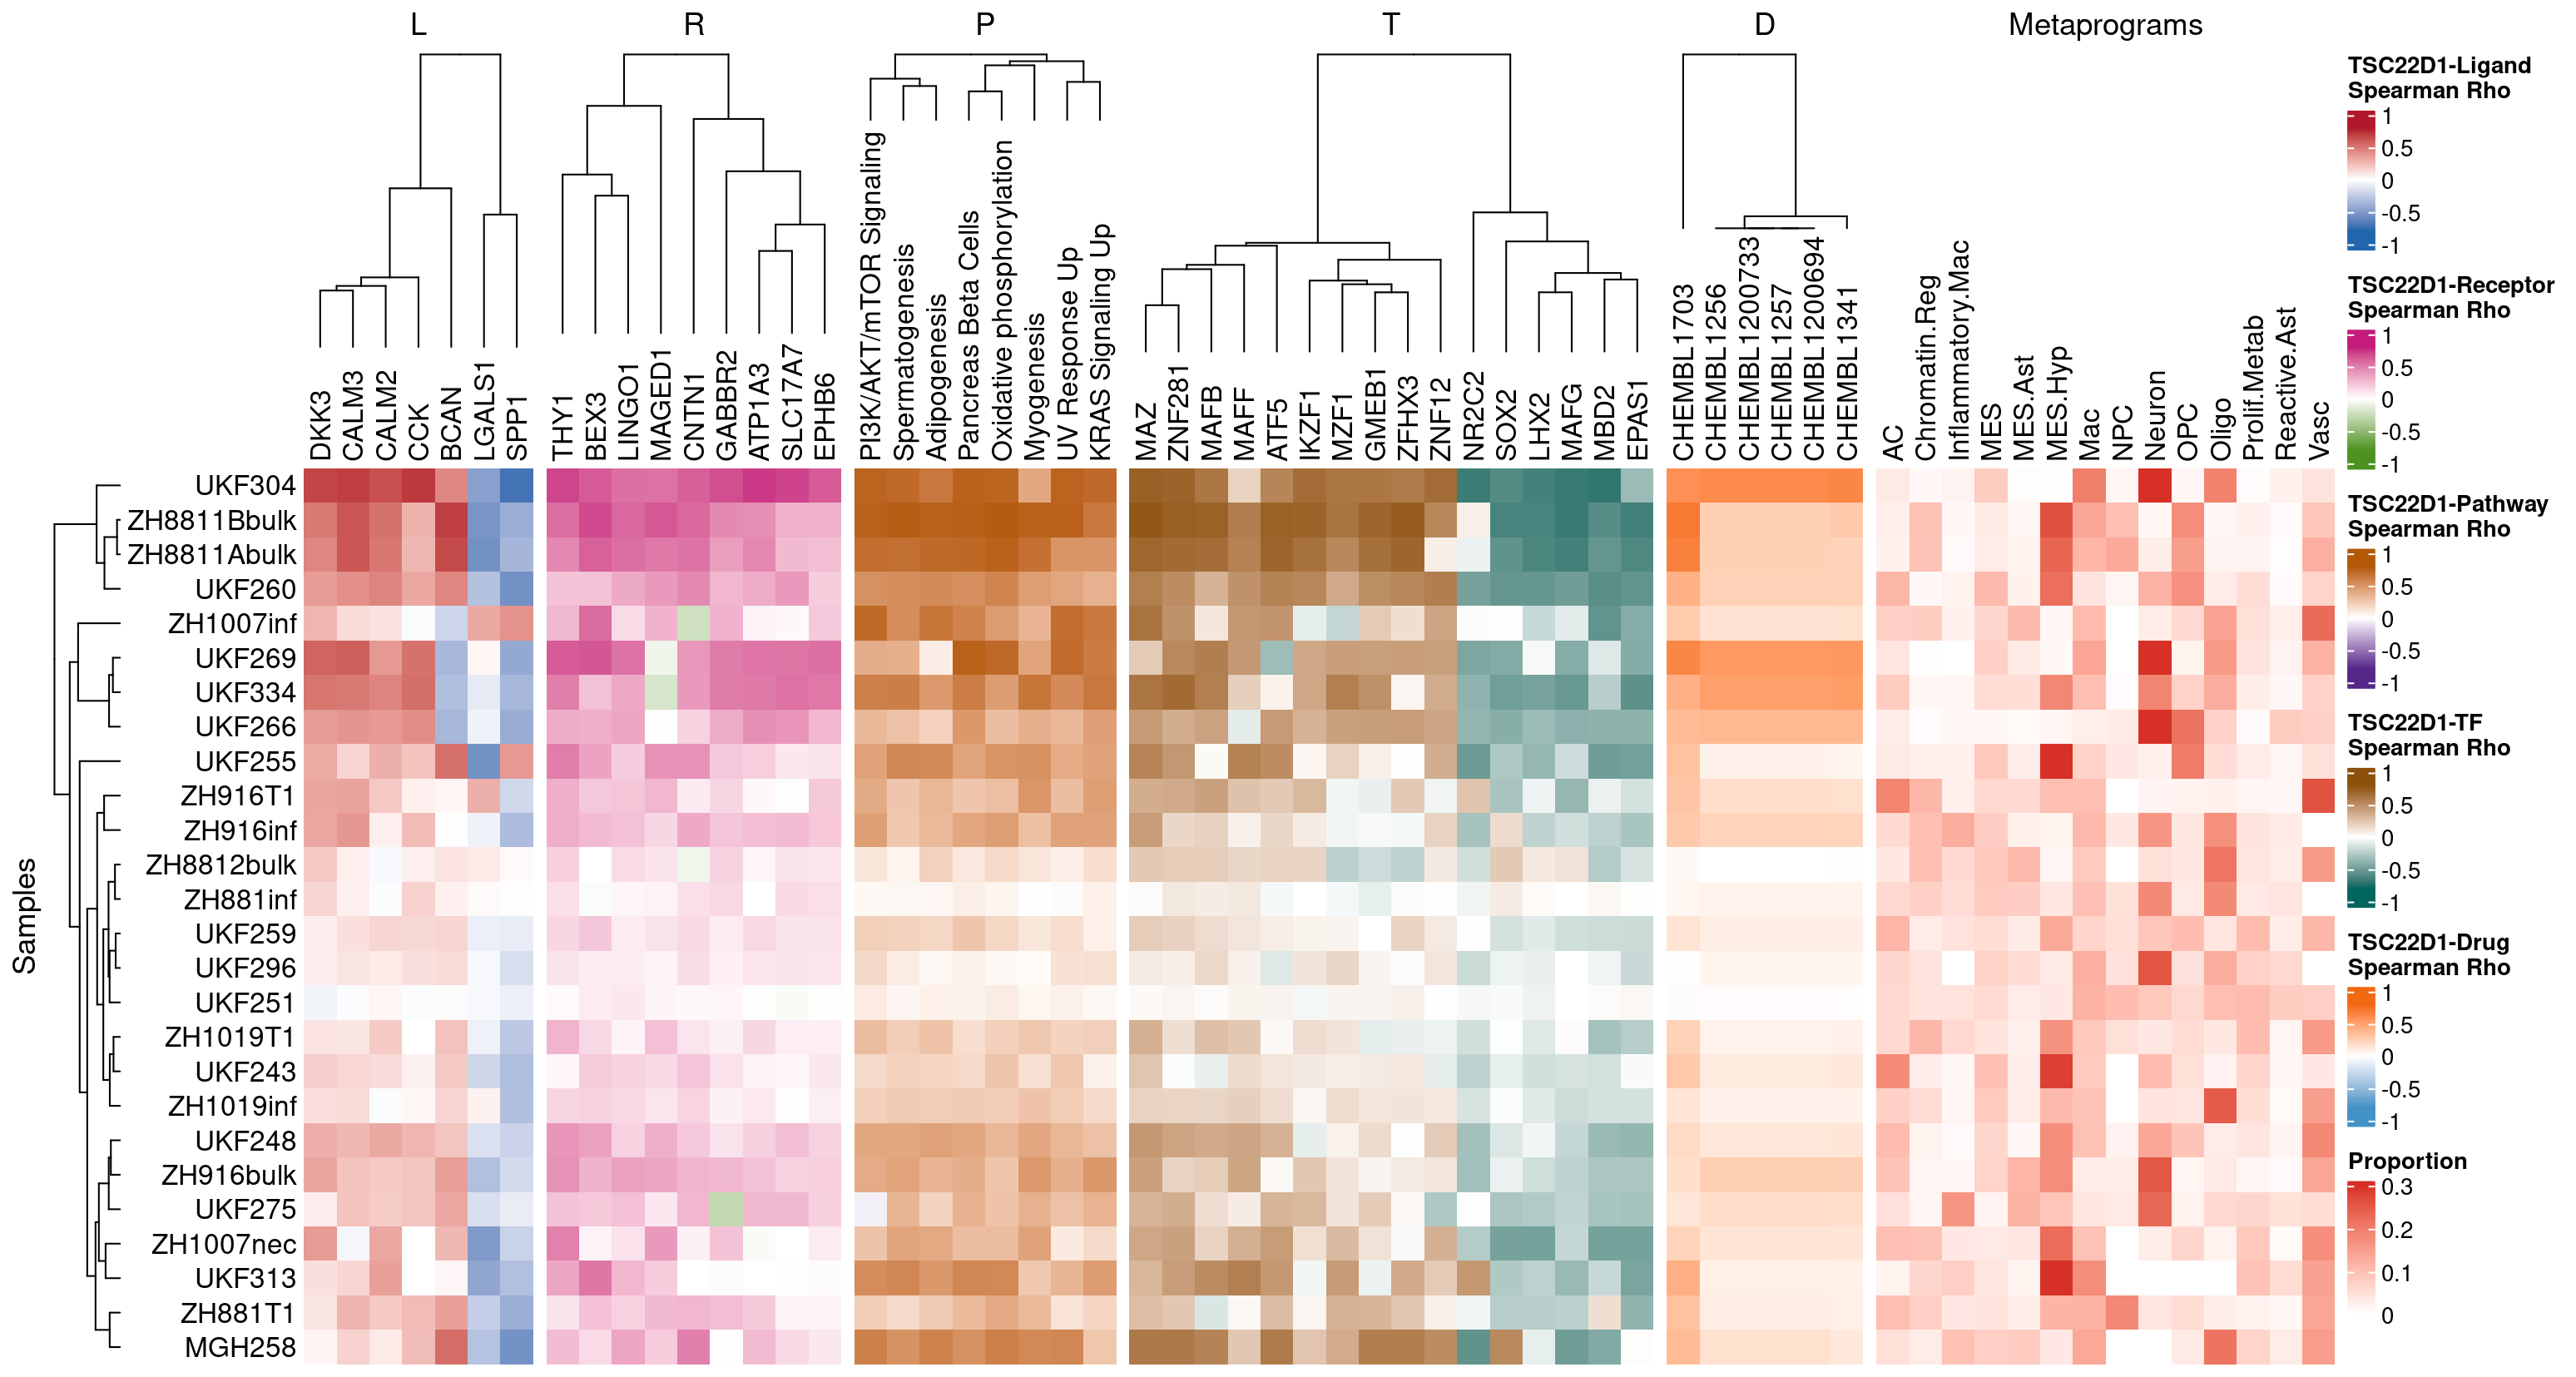 L
R
P
T
D
Metaprograms
DKK3
CALM3
CALM2
CCK
BCAN
LGALS1
SPP1
THY1
BEX3
LINGO1
MAGED1
CNTN1
GABBR2
ATP1A3
SLC17A7
EPHB6
PI3K/AKT/mTOR Signaling
Spermatogenesis
Adipogenesis
Pancreas Beta Cells
Oxidative phosphorylation
Myogenesis
UV Response Up
KRAS Signaling Up
MAZ
ZNF281
MAFB
MAFF
ATF5
IKZF1
MZF1
GMEB1
ZFHX3
ZNF12
NR2C2
SOX2
LHX2
MAFG
MBD2
EPAS1
CHEMBL1703
CHEMBL1256
CHEMBL1200733
CHEMBL1257
CHEMBL1200694
CHEMBL1341
AC
Chromatin.Reg
Inflammatory.Mac
MES
MES.Ast
MES.Hyp
Mac
NPC
Neuron
OPC
Oligo
Prolif.Metab
Reactive.Ast
Vasc
Samples
UKF304
ZH8811Bbulk
ZH8811Abulk
UKF260
ZH1007inf
UKF269
UKF334
UKF266
UKF255
ZH916T1
ZH916inf
ZH8812bulk
ZH881inf
UKF259
UKF296
UKF251
ZH1019T1
UKF243
ZH1019inf
UKF248
ZH916bulk
UKF275
ZH1007nec
UKF313
ZH881T1
MGH258
TSC22D1-Ligand
Spearman Rho
1
0.5
0
-0.5
-1
TSC22D1-Receptor
Spearman Rho
1
0.5
0
-0.5
-1
TSC22D1-Pathway
Spearman Rho
1
0.5
0
-0.5
-1
TSC22D1-TF
Spearman Rho
1
0.5
0
-0.5
-1
TSC22D1-Drug
Spearman Rho
1
0.5
0
-0.5
-1
Proportion
0.3
0.2
0.1
0